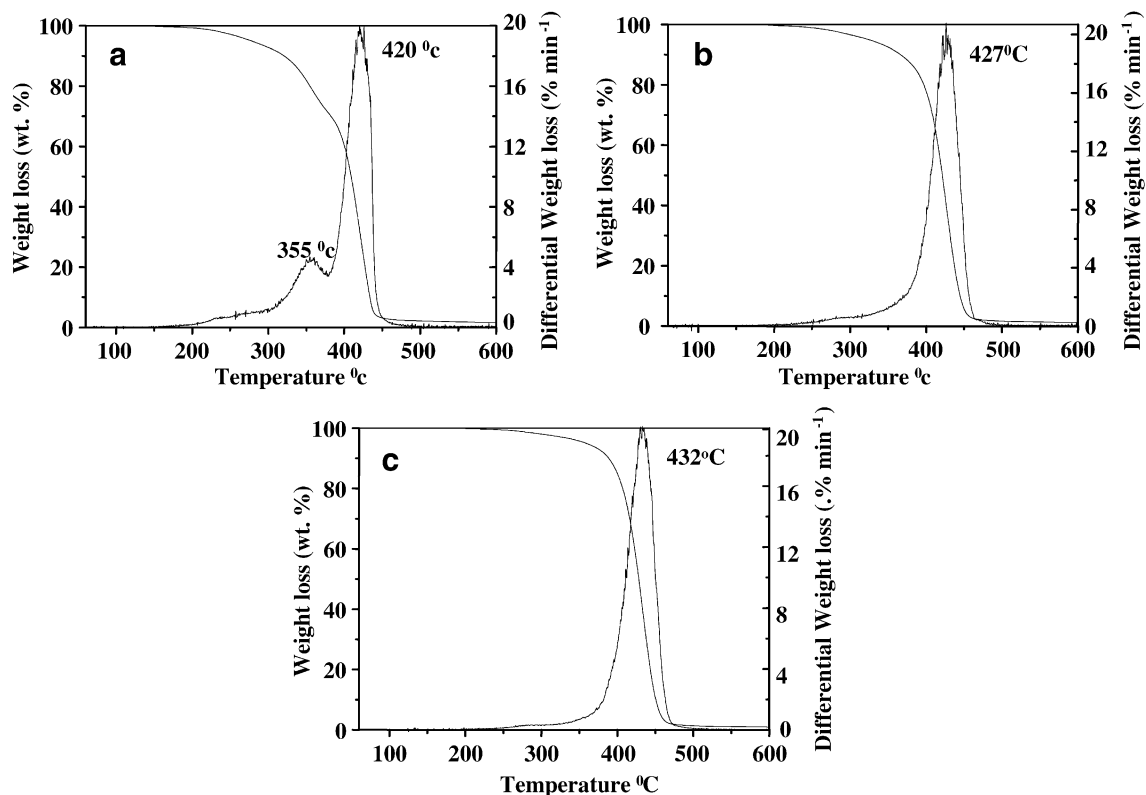 a
420 ⁰c
355 ⁰c
Weight loss (wt. %)
100
80
60
40
20
0
20
16
12
8
4
0
Differential Weight loss (% min⁻¹)
100 200 300 400 500 600
Temperature ⁰c
b
427⁰C
Weight loss (wt. %)
100
80
60
40
20
0
20
16
12
8
4
0
Differential Weight loss (% min⁻¹)
100 200 300 400 500 600
Temperature ⁰c
c
432°C
Weight loss (wt. %)
100
80
60
40
20
0
20
16
12
8
4
0
Differential Weight loss (.% min⁻¹)
100 200 300 400 500 600
Temperature ⁰C